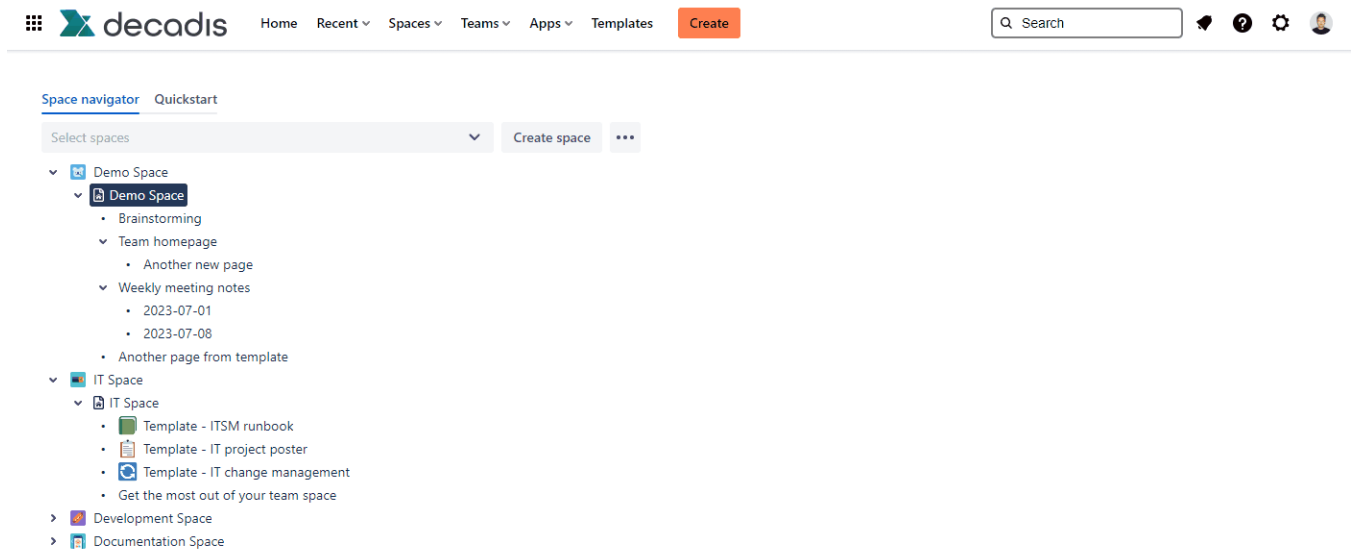 decadis Home Recent Spaces Teams Apps Templates Create Search
Space navigator Quickstart
Select spaces Create space
Demo Space
Demo Space
Brainstorming
Team homepage
Another new page
Weekly meeting notes
2023-07-01
2023-07-08
Another page from template
IT Space
IT Space
Template - ITSM runbook
Template - IT project poster
Template - IT change management
Get the most out of your team space
Development Space
Documentation Space